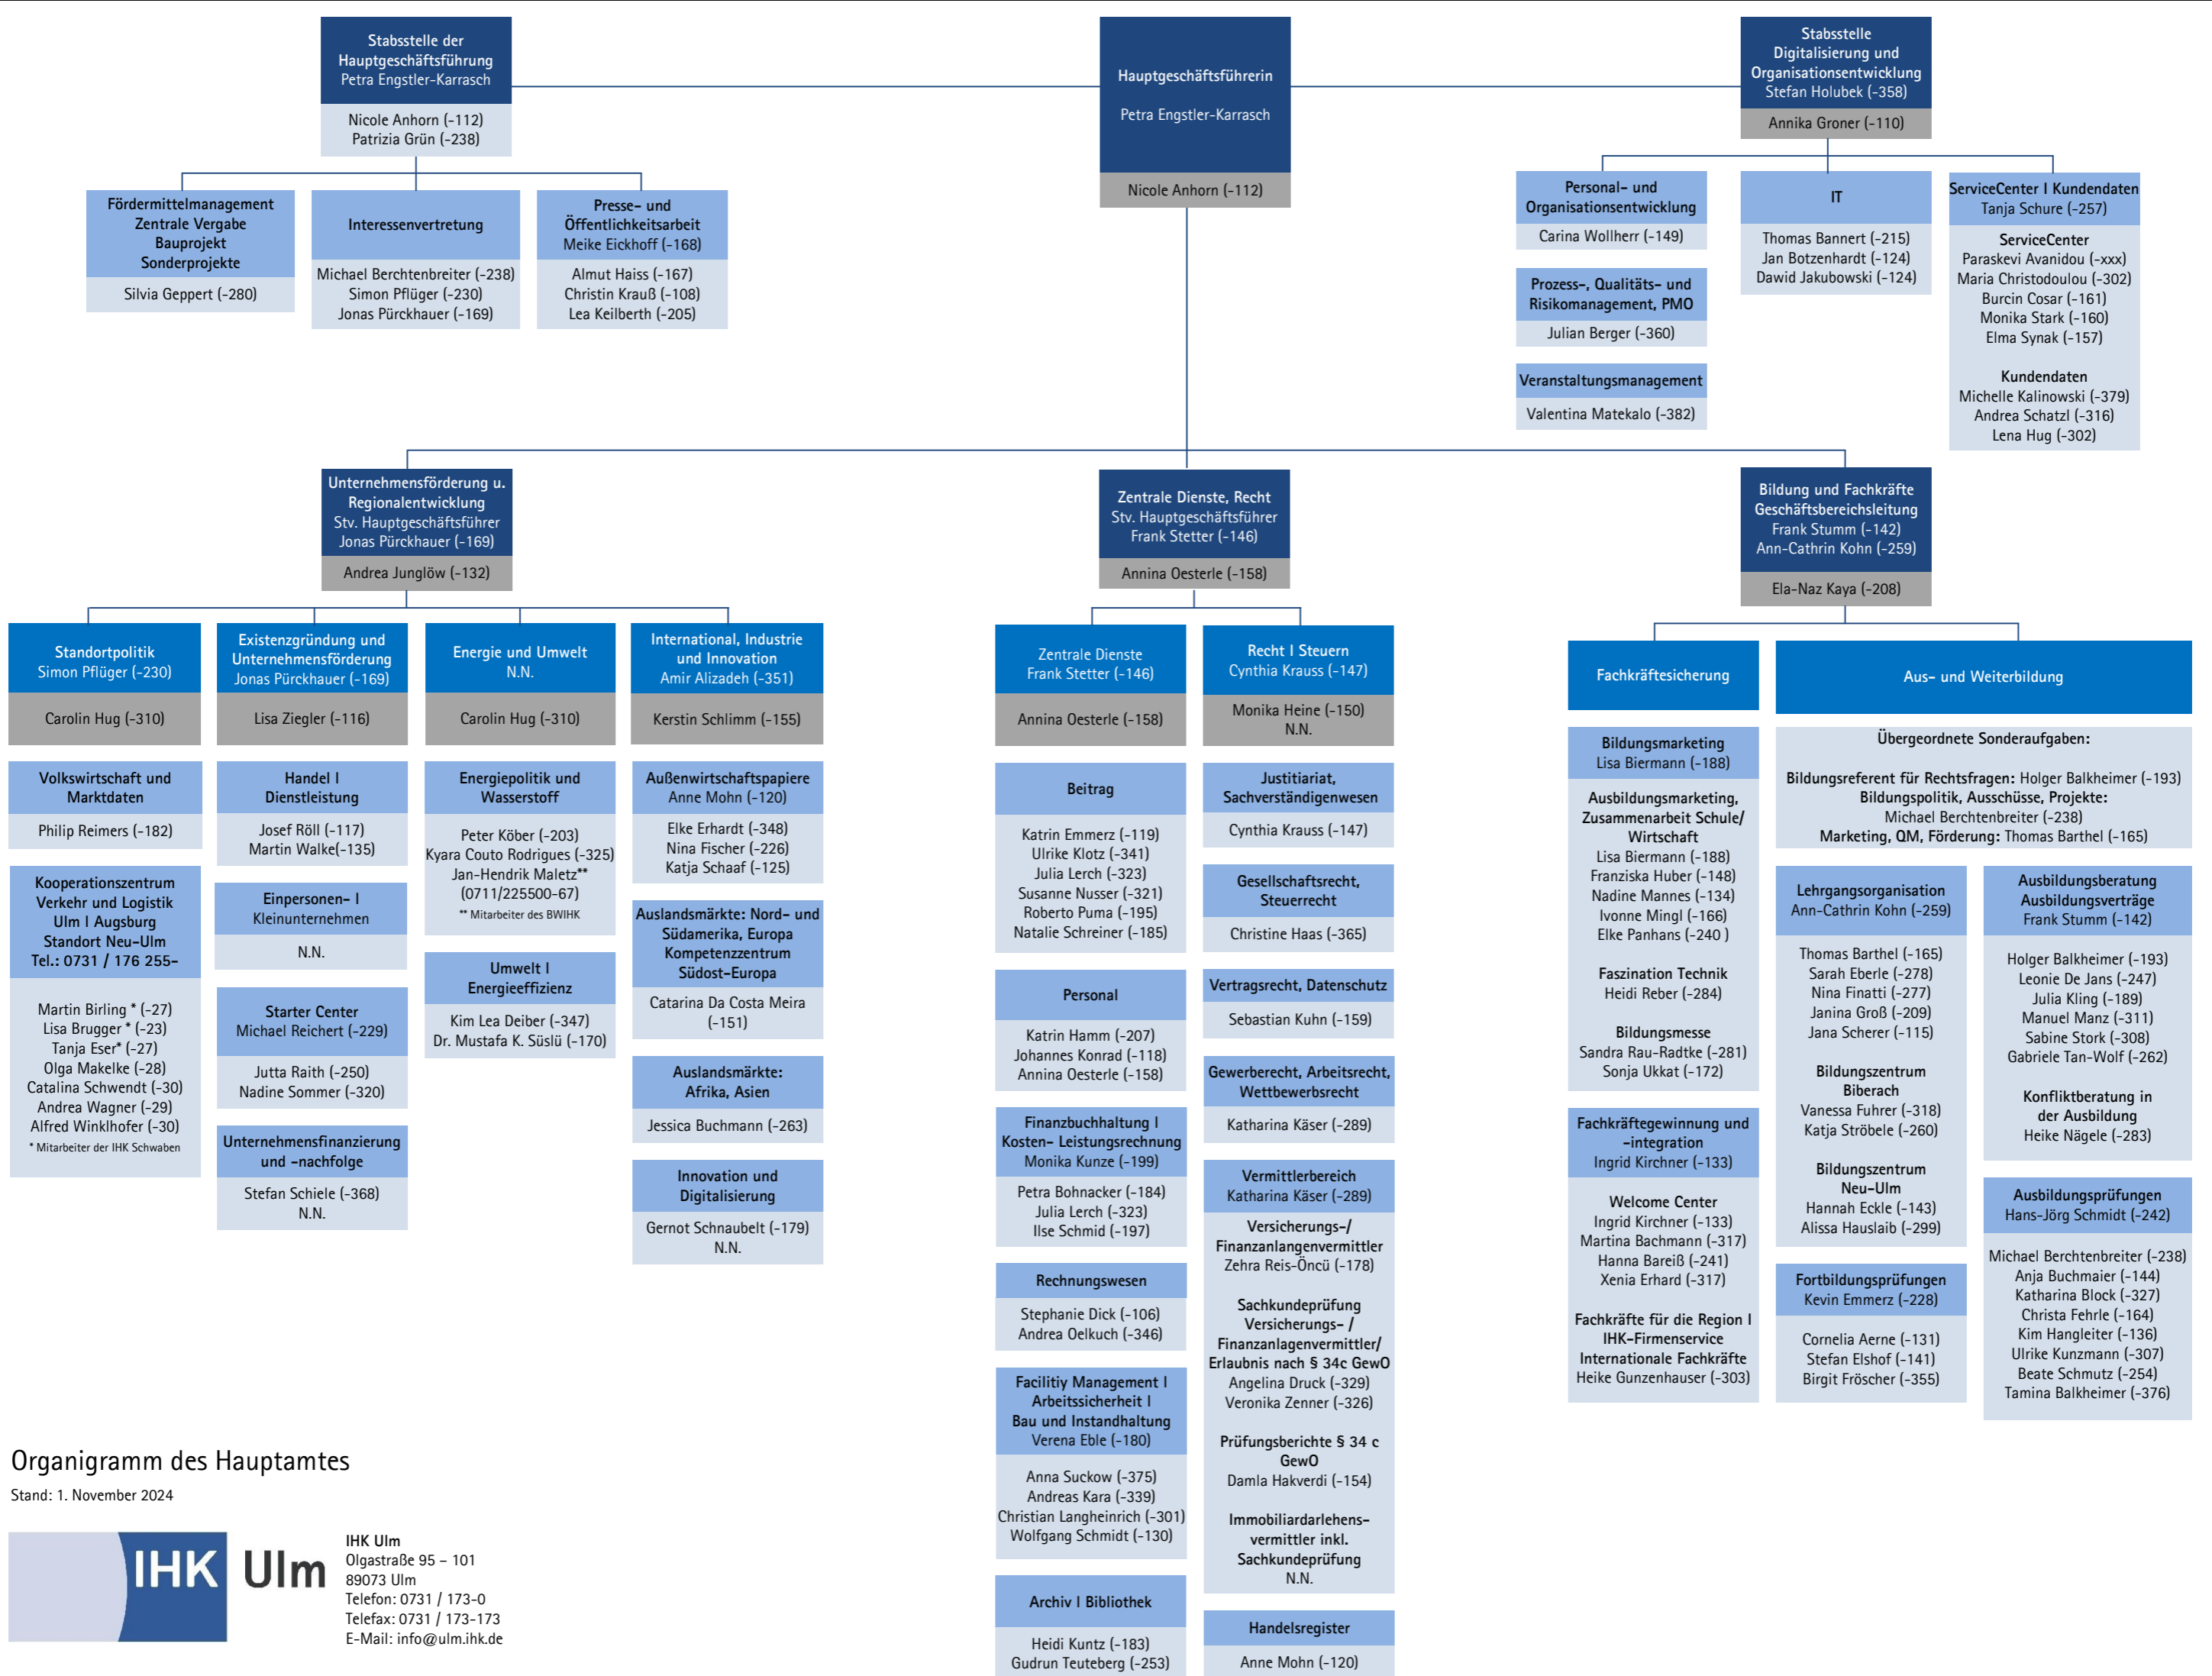 Stabsstelle der
Hauptgeschäftsführung
Petra Engstler-Karrasch
Nicole Anhorn (-112)
Patrizia Grün (-238)
Hauptgeschäftsführerin
Petra Engstler-Karrasch
Nicole Anhorn (-112)
Stabsstelle
Digitalisierung und
Organisationsentwicklung
Stefan Holubek (-358)
Annika Groner (-110)
Fördermittelmanagement
Zentrale Vergabe
Bauprojekt
Sonderprojekte
Silvia Geppert (-280)
Interessenvertretung
Michael Berchtenbreiter (-238)
Simon Pflüger (-230)
Jonas Pürckhauer (-169)
Presse- und
Öffentlichkeitsarbeit
Meike Eickhoff (-168)
Almut Haiss (-167)
Christin Krauß (-108)
Lea Keilberth (-205)
Personal- und
Organisationsentwicklung
Carina Wollherr (-149)
Prozess-, Qualitäts- und
Risikomanagement, PMO
Julian Berger (-360)
Veranstaltungsmanagement
Valentina Matekalo (-382)
IT
Thomas Bannert (-215)
Jan Botzenhardt (-124)
Dawid Jakubowski (-124)
ServiceCenter I Kundendaten
Tanja Schure (-257)
ServiceCenter
Paraskevi Avanidou (-xxx)
Maria Christodoulou (-302)
Burcin Cosar (-161)
Monika Stark (-160)
Elma Synak (-157)
Kundendaten
Michelle Kalinowski (-379)
Andrea Schatzl (-316)
Lena Hug (-302)
Unternehmensförderung u.
Regionalentwicklung
Stv. Hauptgeschäftsführer
Jonas Pürckhauer (-169)
Andrea Junglöw (-132)
Zentrale Dienste, Recht
Stv. Hauptgeschäftsführer
Frank Stetter (-146)
Annina Oesterle (-158)
Bildung und Fachkräfte
Geschäftsbereichsleitung
Frank Stumm (-142)
Ann-Cathrin Kohn (-259)
Ela-Naz Kaya (-208)
Standortpolitik
Simon Pflüger (-230)
Carolin Hug (-310)
Volkswirtschaft und
Marktdaten
Philip Reimers (-182)
Kooperationszentrum
Verkehr und Logistik
Ulm I Augsburg
Standort Neu-Ulm
Tel.: 0731 / 176 255-
Martin Birling * (-27)
Lisa Brugger * (-23)
Tanja Eser* (-27)
Olga Makelke (-28)
Catalina Schwendt (-30)
Andrea Wagner (-29)
Alfred Winklhofer (-30)
* Mitarbeiter der IHK Schwaben
Existenzgründung und
Unternehmensförderung
Jonas Pürckhauer (-169)
Lisa Ziegler (-116)
Handel I
Dienstleistung
Josef Röll (-117)
Martin Walke(-135)
Einpersonen- I
Kleinunternehmen
N.N.
Starter Center
Michael Reichert (-229)
Jutta Raith (-250)
Nadine Sommer (-320)
Unternehmensfinanzierung
und -nachfolge
Stefan Schiele (-368)
N.N.
Energie und Umwelt
N.N.
Carolin Hug (-310)
Energiepolitik und
Wasserstoff
Peter Köber (-203)
Kyara Couto Rodrigues (-325)
Jan-Hendrik Maletz**
(0711/225500-67)
** Mitarbeiter des BWIHK
Umwelt I
Energieeffizienz
Kim Lea Deiber (-347)
Dr. Mustafa K. Süslü (-170)
International, Industrie
und Innovation
Amir Alizadeh (-351)
Kerstin Schlimm (-155)
Außenwirtschaftspapiere
Anne Mohn (-120)
Elke Erhardt (-348)
Nina Fischer (-226)
Katja Schaaf (-125)
Auslandsmärkte: Nord- und
Südamerika, Europa
Kompetenzzentrum
Südost-Europa
Catarina Da Costa Meira
(-151)
Auslandsmärkte:
Afrika, Asien
Jessica Buchmann (-263)
Innovation und
Digitalisierung
Gernot Schnaubelt (-179)
N.N.
Zentrale Dienste
Frank Stetter (-146)
Annina Oesterle (-158)
Beitrag
Katrin Emmerz (-119)
Ulrike Klotz (-341)
Julia Lerch (-323)
Susanne Nusser (-321)
Roberto Puma (-195)
Natalie Schreiner (-185)
Personal
Katrin Hamm (-207)
Johannes Konrad (-118)
Annina Oesterle (-158)
Finanzbuchhaltung I
Kosten- Leistungsrechnung
Monika Kunze (-199)
Petra Bohnacker (-184)
Julia Lerch (-323)
Ilse Schmid (-197)
Rechnungswesen
Stephanie Dick (-106)
Andrea Oelkuch (-346)
Facilitiy Management I
Arbeitssicherheit I
Bau und Instandhaltung
Verena Eble (-180)
Anna Suckow (-375)
Andreas Kara (-339)
Christian Langheinrich (-301)
Wolfgang Schmidt (-130)
Archiv I Bibliothek
Heidi Kuntz (-183)
Gudrun Teuteberg (-253)
Recht I Steuern
Cynthia Krauss (-147)
Monika Heine (-150)
N.N.
Justitiariat,
Sachverständigenwesen
Cynthia Krauss (-147)
Gesellschaftsrecht,
Steuerrecht
Christine Haas (-365)
Vertragsrecht, Datenschutz
Sebastian Kuhn (-159)
Gewerberecht, Arbeitsrecht,
Wettbewerbsrecht
Katharina Käser (-289)
Vermittlerbereich
Katharina Käser (-289)
Versicherungs-/
Finanzanlangenvermittler
Zehra Reis-Öncü (-178)
Sachkundeprüfung
Versicherungs- /
Finanzanlagenvermittler/
Erlaubnis nach § 34c GewO
Angelina Druck (-329)
Veronika Zenner (-326)
Prüfungsberichte § 34 c
GewO
Damla Hakverdi (-154)
Immobiliardarlehens-
vermittler inkl.
Sachkundeprüfung
N.N.
Handelsregister
Anne Mohn (-120)
Fachkräftesicherung
Bildungsmarketing
Lisa Biermann (-188)
Ausbildungsmarketing,
Zusammenarbeit Schule/
Wirtschaft
Lisa Biermann (-188)
Franziska Huber (-148)
Nadine Mannes (-134)
Ivonne Mingl (-166)
Elke Panhans (-240 )
Faszination Technik
Heidi Reber (-284)
Bildungsmesse
Sandra Rau-Radtke (-281)
Sonja Ukkat (-172)
Fachkräftegewinnung und
-integration
Ingrid Kirchner (-133)
Welcome Center
Ingrid Kirchner (-133)
Martina Bachmann (-317)
Hanna Bareiß (-241)
Xenia Erhard (-317)
Fachkräfte für die Region I
IHK-Firmenservice
Internationale Fachkräfte
Heike Gunzenhauser (-303)
Aus- und Weiterbildung
Übergeordnete Sonderaufgaben:
Bildungsreferent für Rechtsfragen: Holger Balkheimer (-193)
Bildungspolitik, Ausschüsse, Projekte:
Michael Berchtenbreiter (-238)
Marketing, QM, Förderung: Thomas Barthel (-165)
Lehrgangsorganisation
Ann-Cathrin Kohn (-259)
Thomas Barthel (-165)
Sarah Eberle (-278)
Nina Finatti (-277)
Janina Groß (-209)
Jana Scherer (-115)
Bildungszentrum
Biberach
Vanessa Fuhrer (-318)
Katja Ströbele (-260)
Bildungszentrum
Neu-Ulm
Hannah Eckle (-143)
Alissa Hauslaib (-299)
Fortbildungsprüfungen
Kevin Emmerz (-228)
Cornelia Aerne (-131)
Stefan Elshof (-141)
Birgit Fröscher (-355)
Ausbildungsberatung
Ausbildungsverträge
Frank Stumm (-142)
Holger Balkheimer (-193)
Leonie De Jans (-247)
Julia Kling (-189)
Manuel Manz (-311)
Sabine Stork (-308)
Gabriele Tan-Wolf (-262)
Konfliktberatung in
der Ausbildung
Heike Nägele (-283)
Ausbildungsprüfungen
Hans-Jörg Schmidt (-242)
Michael Berchtenbreiter (-238)
Anja Buchmaier (-144)
Katharina Block (-327)
Christa Fehrle (-164)
Kim Hangleiter (-136)
Ulrike Kunzmann (-307)
Beate Schmutz (-254)
Tamina Balkheimer (-376)
Organigramm des Hauptamtes
Stand: 1. November 2024
IHK Ulm
IHK Ulm
Olgastraße 95 – 101
89073 Ulm
Telefon: 0731 / 173-0
Telefax: 0731 / 173-173
E-Mail: info@ulm.ihk.de